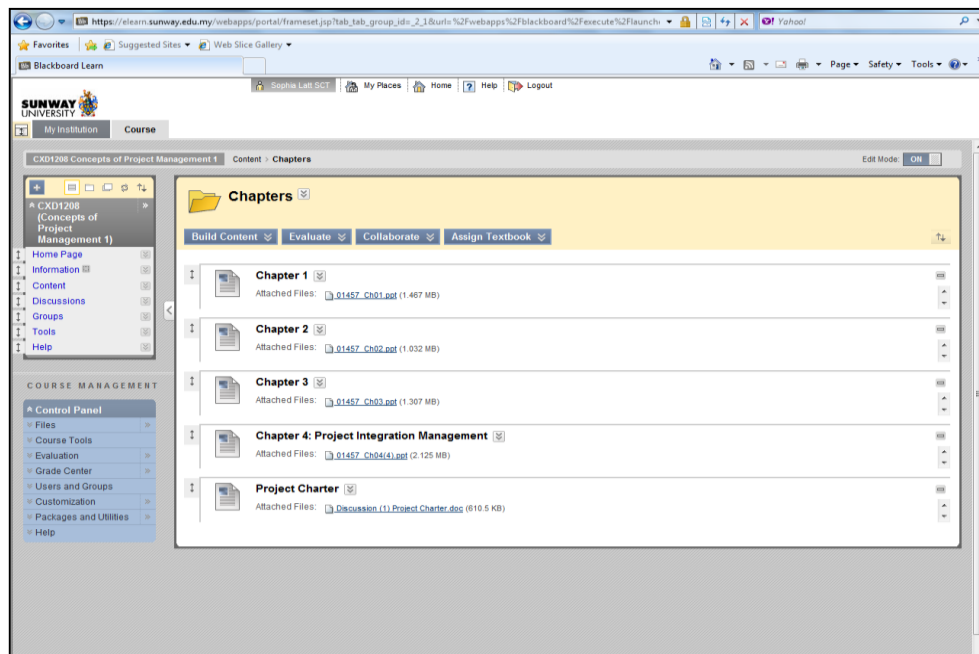 https://elearn.sunway.edu.my/webapps/portal/frameset.jsp?tab_tab_group_id=_2_1&url=%2Fwebapps%2Fblackboard%2Fexecute%2Flaunch
Yahoo!
Favorites Suggested Sites Web Slice Gallery
Blackboard Learn Page Safety Tools
Sophia Latt SCT My Places Home Help Logout
SUNWAY
UNIVERSITY
My Institution Course
CXD1208 Concepts of Project Management 1 Content > Chapters Edit Mode: ON
CXD1208
(Concepts of
Project
Management 1)
Home Page
Information
Content
Discussions
Groups
Tools
Help
COURSE MANAGEMENT
Control Panel
Files
Course Tools
Evaluation
Grade Center
Users and Groups
Customization
Packages and Utilities
Help
Chapters
Build Content Evaluate Collaborate Assign Textbook
Chapter 1
Attached Files: 01457_Ch01.ppt (1.467 MB)
Chapter 2
Attached Files: 01457_Ch02.ppt (1.032 MB)
Chapter 3
Attached Files: 01457_Ch03.ppt (1.307 MB)
Chapter 4: Project Integration Management
Attached Files: 01457_Ch04(4).ppt (2.125 MB)
Project Charter
Attached Files: Discussion (1) Project Charter.doc (610.5 KB)